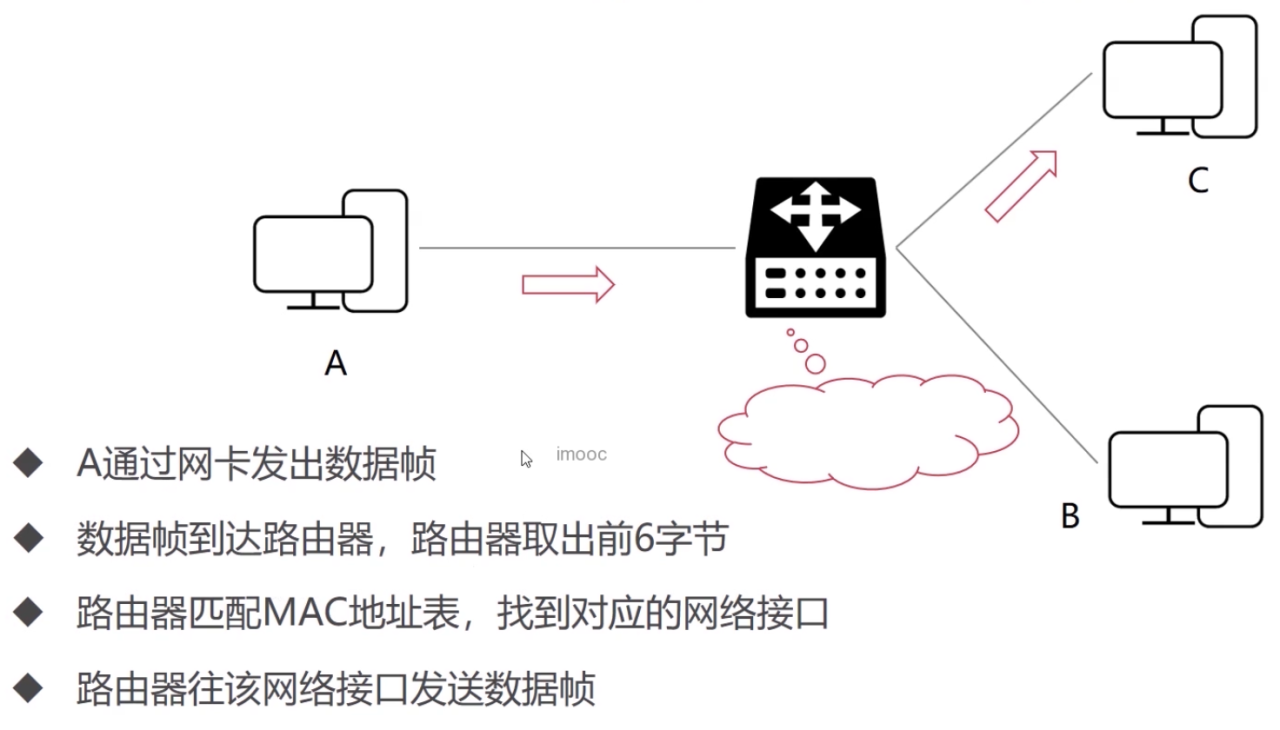 C
A
B
imooc
A通过网卡发出数据帧
数据帧到达路由器，路由器取出前6字节
路由器匹配MAC地址表，找到对应的网络接口
路由器往该网络接口发送数据帧